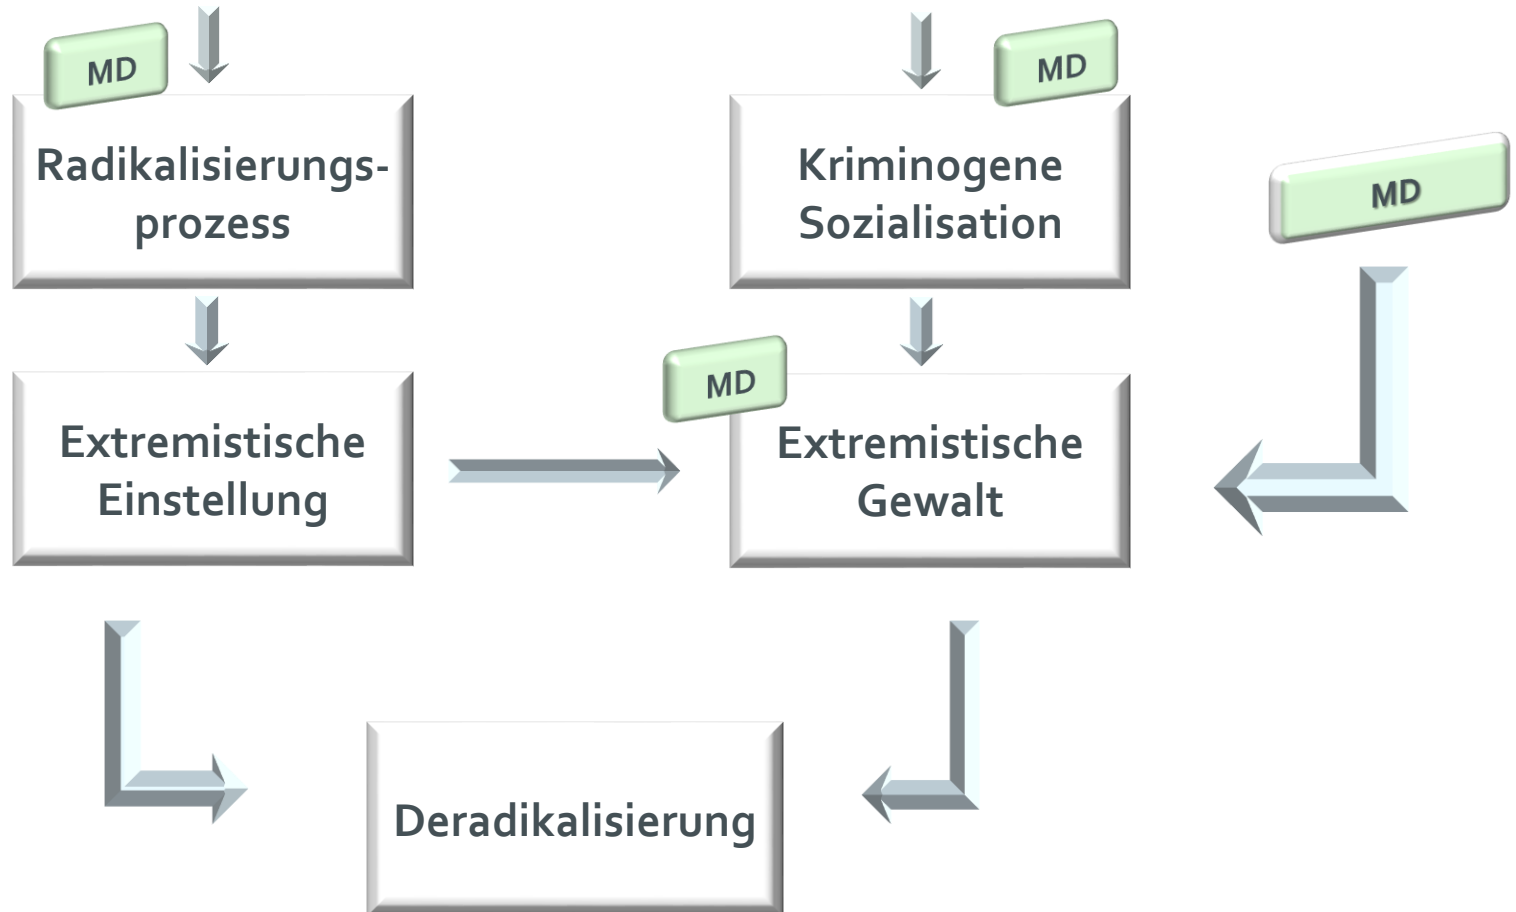 MD
MD
Radikalisierungs-
prozess
Kriminogene
Sozialisation
MD
MD
Extremistische
Einstellung
Extremistische
Gewalt
Deradikalisierung